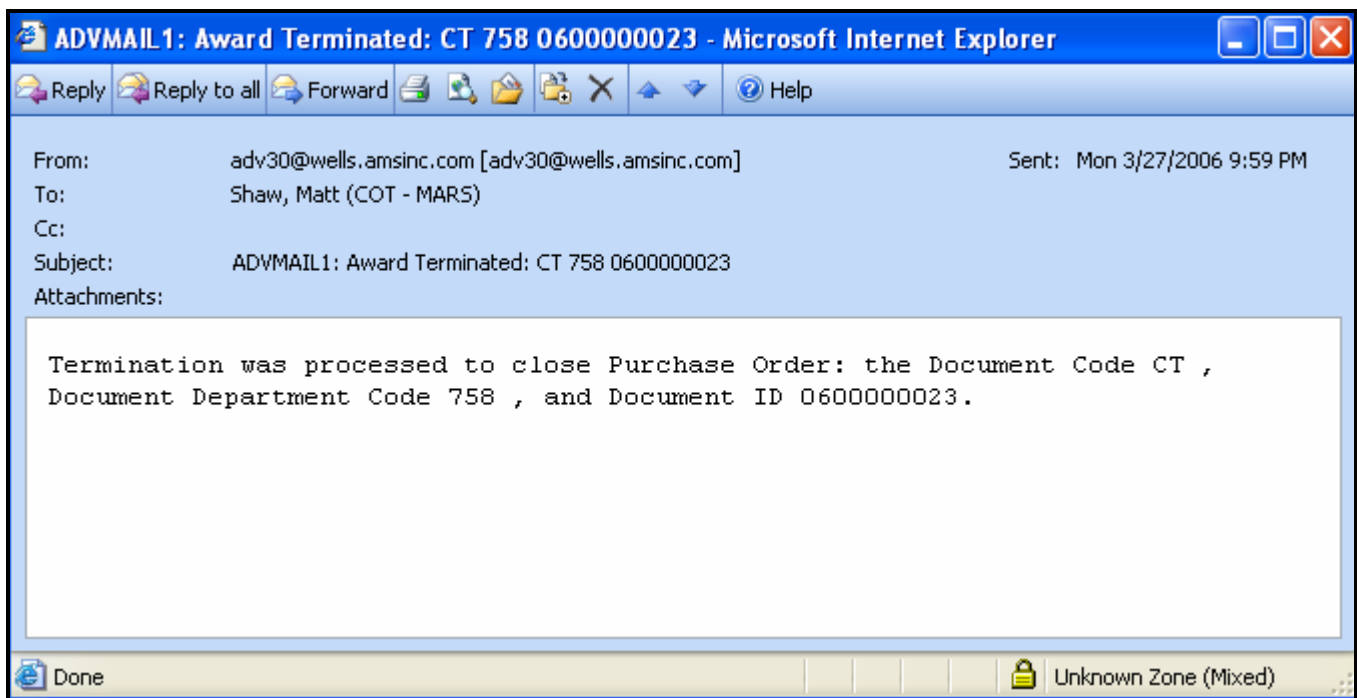 ADVMAIL1: Award Terminated: CT 758 0600000023 - Microsoft Internet Explorer
Reply Reply to all Forward Help
From: adv30@wells.amsinc.com [adv30@wells.amsinc.com] Sent: Mon 3/27/2006 9:59 PM
To: Shaw, Matt (COT - MARS)
Cc:
Subject: ADVMAIL1: Award Terminated: CT 758 0600000023
Attachments:
Termination was processed to close Purchase Order: the Document Code CT ,
Document Department Code 758 , and Document ID 0600000023.
Done Unknown Zone (Mixed)